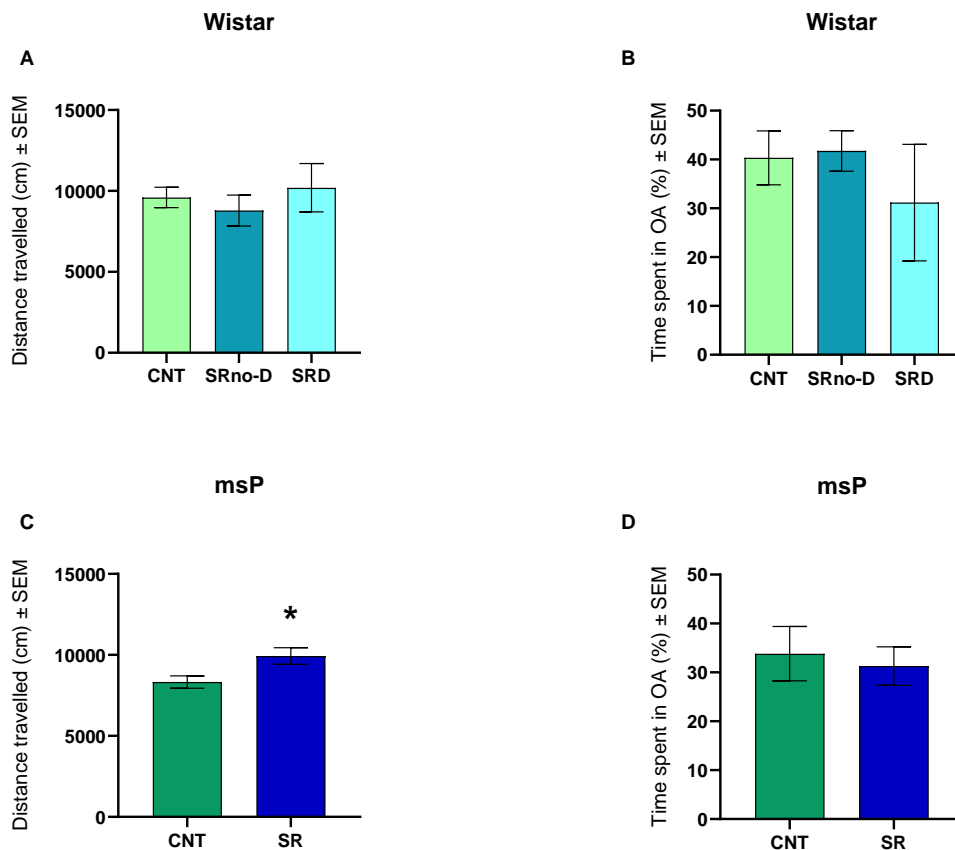 Wistar
A
Distance travelled (cm) ± SEM
15000
10000
5000
0
CNT SRno-D SRD
Wistar
B
Time spent in OA (%) ± SEM
50
40
30
20
10
0
CNT SRno-D SRD
msP
C
Distance travelled (cm) ± SEM
15000
10000
5000
0
*
CNT SR
msP
D
Time spent in OA (%) ± SEM
50
40
30
20
10
0
CNT SR